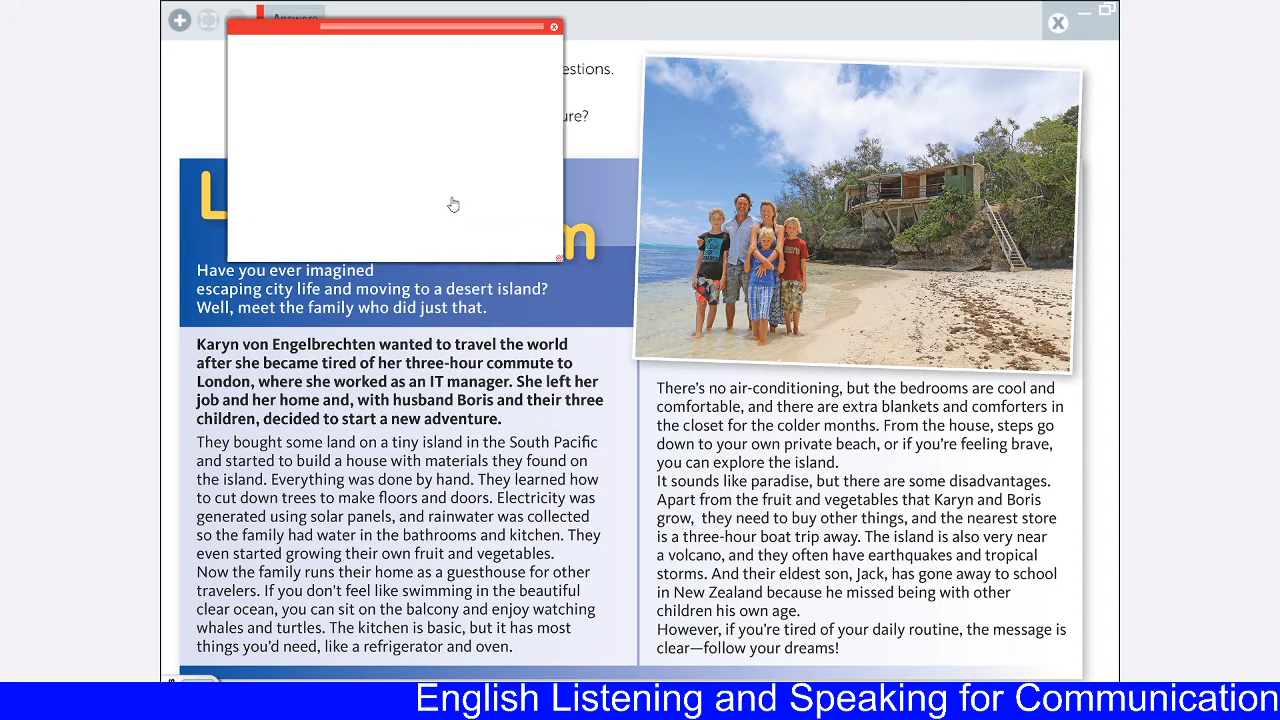 Answers
estions.
ure?
L
m
Have you ever imagined
escaping city life and moving to a desert island?
Well, meet the family who did just that.
Karyn von Engelbrechten wanted to travel the world
after she became tired of her three-hour commute to
London, where she worked as an IT manager. She left her
job and her home and, with husband Boris and their three
children, decided to start a new adventure.
They bought some land on a tiny island in the South Pacific
and started to build a house with materials they found on
the island. Everything was done by hand. They learned how
to cut down trees to make floors and doors. Electricity was
generated using solar panels, and rainwater was collected
so the family had water in the bathrooms and kitchen. They
even started growing their own fruit and vegetables.
Now the family runs their home as a guesthouse for other
travelers. If you don't feel like swimming in the beautiful
clear ocean, you can sit on the balcony and enjoy watching
whales and turtles. The kitchen is basic, but it has most
things you'd need, like a refrigerator and oven.
There's no air-conditioning, but the bedrooms are cool and
comfortable, and there are extra blankets and comforters in
the closet for the colder months. From the house, steps go
down to your own private beach, or if you're feeling brave,
you can explore the island.
It sounds like paradise, but there are some disadvantages.
Apart from the fruit and vegetables that Karyn and Boris
grow, they need to buy other things, and the nearest store
is a three-hour boat trip away. The island is also very near
a volcano, and they often have earthquakes and tropical
storms. And their eldest son, Jack, has gone away to school
in New Zealand because he missed being with other
children his own age.
However, if you're tired of your daily routine, the message is
clear—follow your dreams!
English Listening and Speaking for Communication